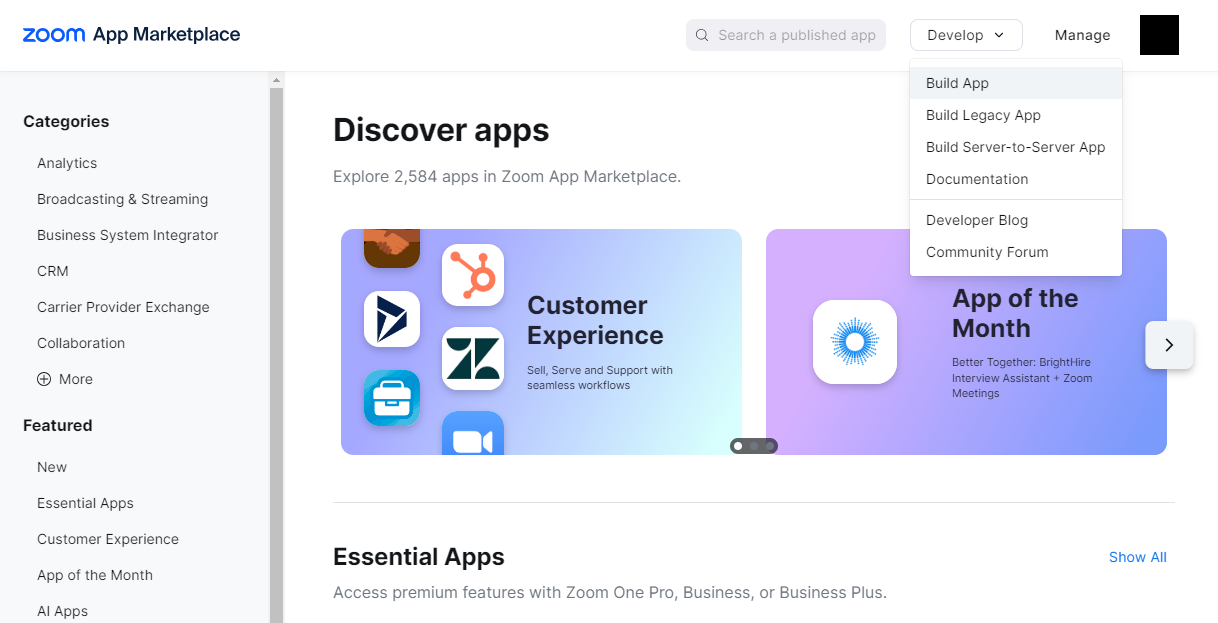 zoom App Marketplace
Search a published app
Develop
Manage
Build App
Build Legacy App
Build Server-to-Server App
Documentation
Developer Blog
Community Forum
Categories
Analytics
Broadcasting & Streaming
Business System Integrator
CRM
Carrier Provider Exchange
Collaboration
More
Featured
New
Essential Apps
Customer Experience
App of the Month
AI Apps
Discover apps
Explore 2,584 apps in Zoom App Marketplace.
Customer
Experience
Sell, Serve and Support with
seamless workflows
App of the
Month
Better Together: BrightHire
Interview Assistant + Zoom
Meetings
Essential Apps
Show All
Access premium features with Zoom One Pro, Business, or Business Plus.